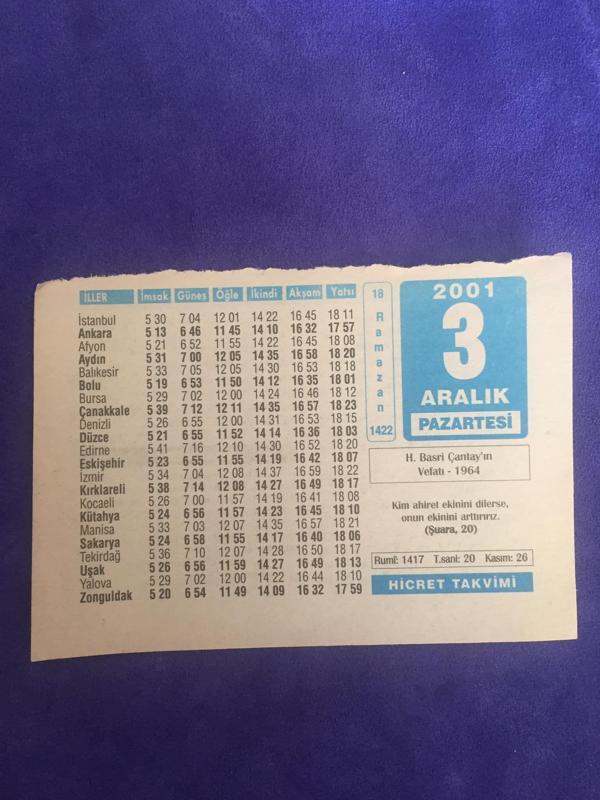 İLLER İmsak Güneş Öğle İkindi Akşam Yatsı
İstanbul 5 30 7 04 12 01 14 22 16 45 18 11
Ankara 5 13 6 46 11 45 14 10 16 32 17 57
Afyon 5 21 6 52 11 55 14 22 16 45 18 08
Aydın 5 31 7 00 12 05 14 35 16 58 18 20
Balıkesir 5 33 7 05 12 05 14 30 16 53 18 18
Bolu 5 19 6 53 11 50 14 12 16 35 18 01
Bursa 5 29 7 02 12 00 14 24 16 46 18 12
Çanakkale 5 39 7 12 12 11 14 35 16 57 18 23
Denizli 5 26 6 55 12 00 14 31 16 53 18 15
Düzce 5 21 6 55 11 52 14 14 16 36 18 03
Edirne 5 41 7 16 12 10 14 30 16 52 18 20
Eskişehir 5 23 6 55 11 55 14 19 16 42 18 07
İzmir 5 34 7 04 12 08 14 37 16 59 18 22
Kırklareli 5 38 7 14 12 08 14 27 16 49 18 17
Kocaeli 5 26 7 00 11 57 14 19 16 41 18 08
Kütahya 5 24 6 56 11 57 14 23 16 45 18 10
Manisa 5 33 7 03 12 07 14 35 16 57 18 21
Sakarya 5 24 6 58 11 55 14 17 16 40 18 06
Tekirdağ 5 36 7 10 12 07 14 28 16 50 18 17
Uşak 5 26 6 56 11 59 14 27 16 49 18 13
Yalova 5 29 7 02 12 00 14 22 16 44 18 10
Zonguldak 5 20 6 54 11 49 14 09 16 32 17 59
18
Ramazan
1422
2001
3
ARALIK
PAZARTESİ
H. Basri Çantay'ın
Vefatı - 1964
Kim ahiret ekinini dilerse,
onun ekinini arttırırız.
(Şuara, 20)
Rumî: 1417 T.sani: 20 Kasım: 26
HİCRET TAKVİMİ